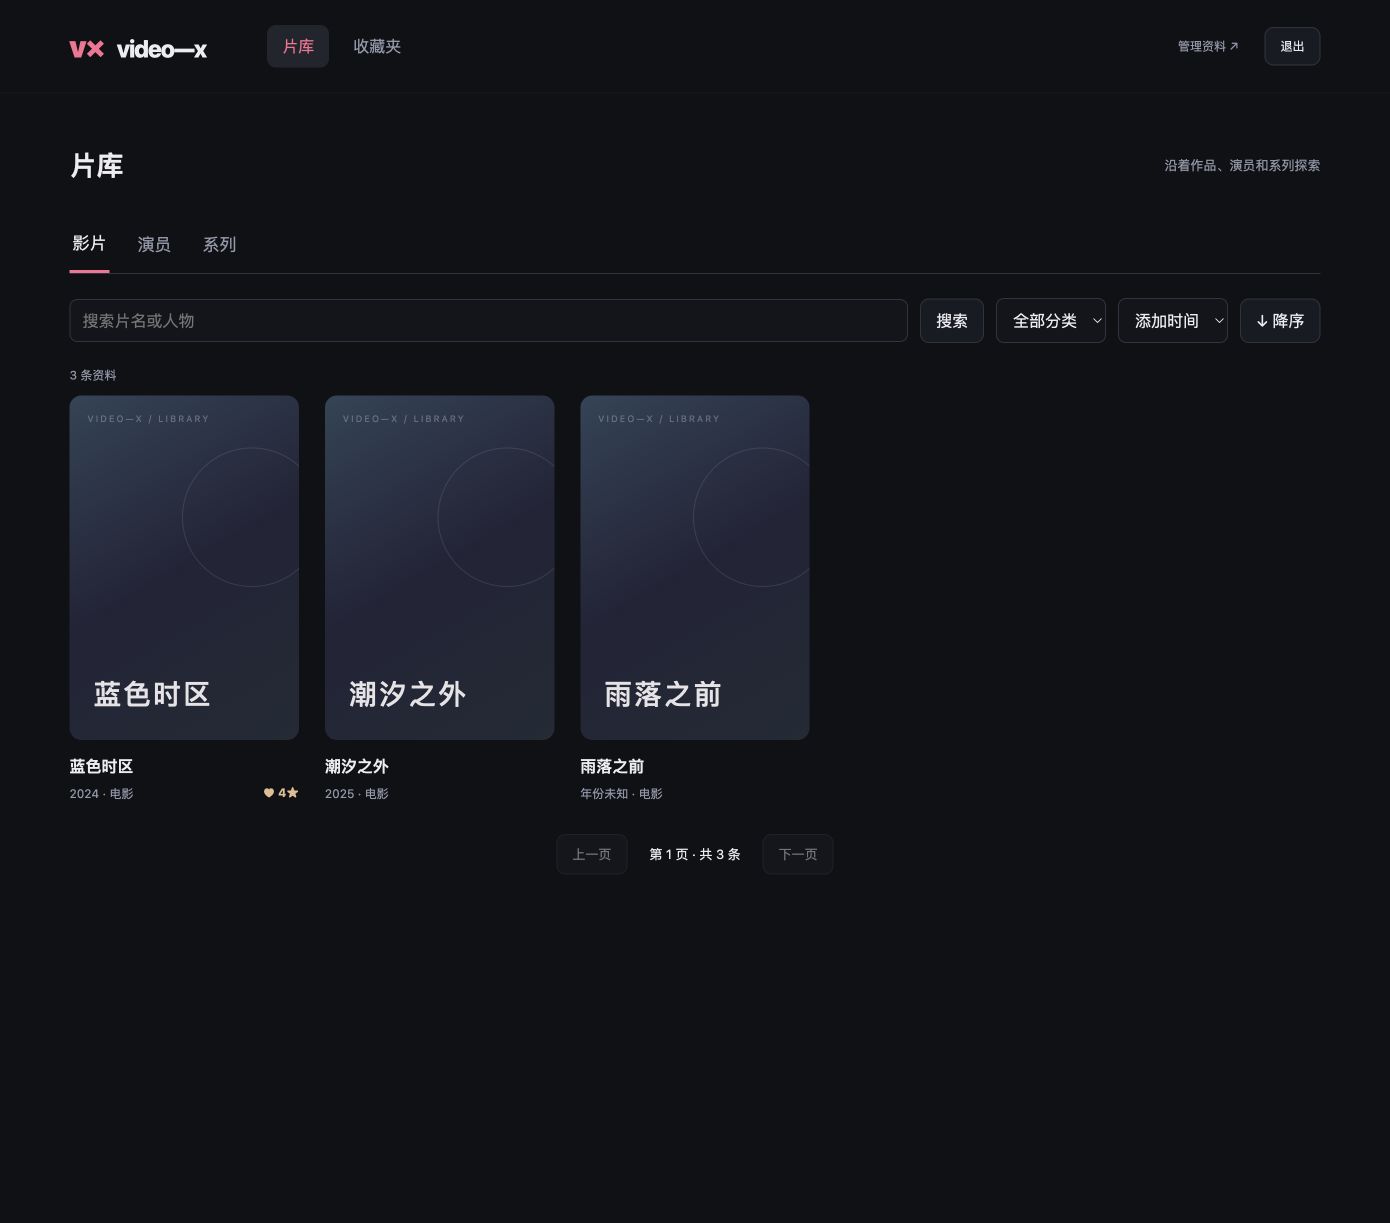 VX video—x 片库 收藏夹 管理资料 ↗ 退出
片库 沿着作品、演员和系列探索
影片 演员 系列
搜索片名或人物 搜索 全部分类 添加时间 ↓ 降序
3 条资料
VIDEO—X / LIBRARY VIDEO—X / LIBRARY VIDEO—X / LIBRARY
蓝色时区 潮汐之外 雨落之前
蓝色时区 潮汐之外 雨落之前
2024 · 电影 ♥ 4★ 2025 · 电影 年份未知 · 电影
上一页 第 1 页 · 共 3 条 下一页